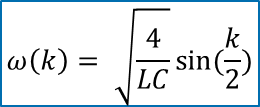 ω(k) = √(4/LC) sin(k/2)